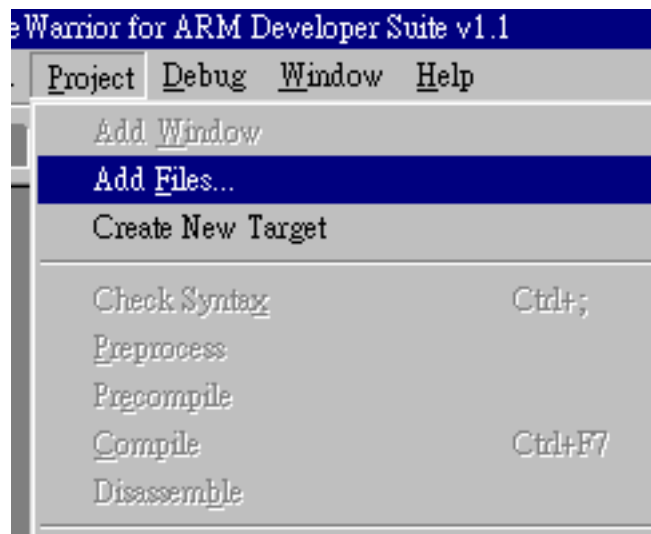 e Warrior for ARM Developer Suite v1.1
Project Debug Window Help
Add Window
Add Files...
Create New Target
Check Syntax Ctrl+;
Preprocess
Precompile
Compile Ctrl+F7
Disassemble